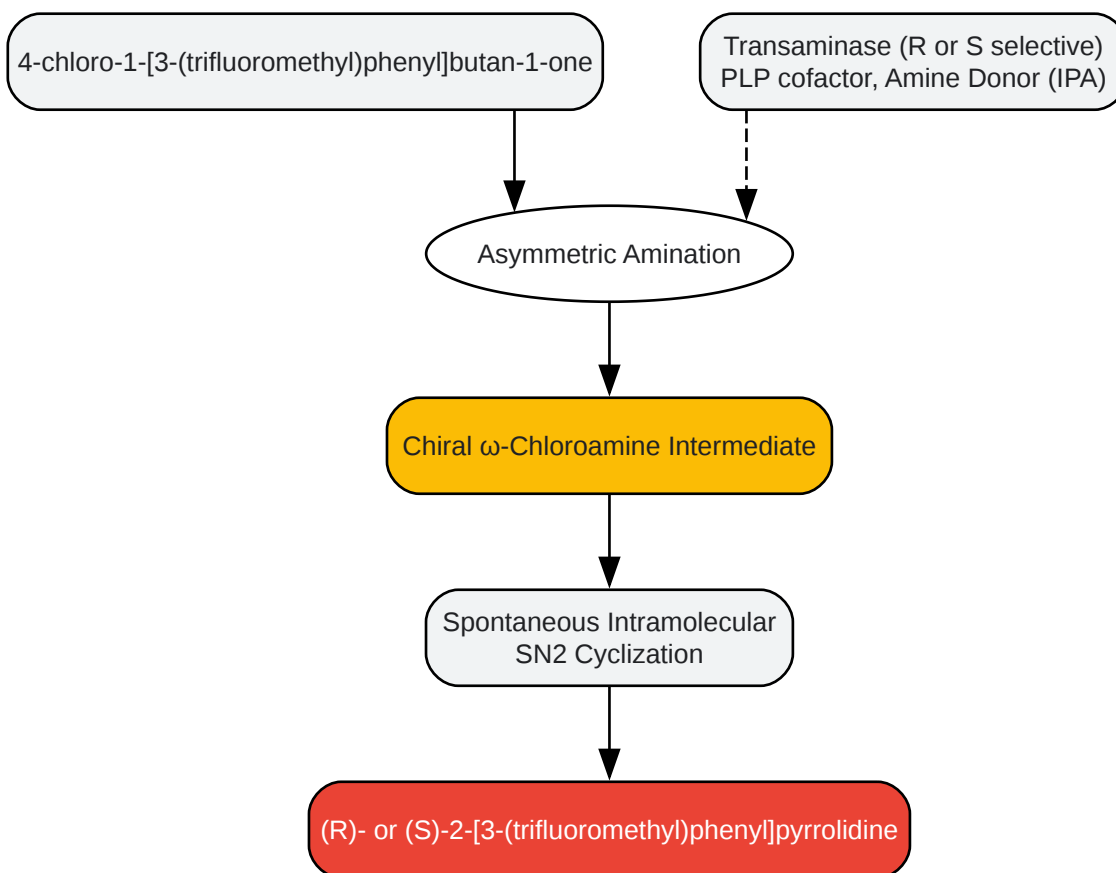 4-chloro-1-[3-(trifluoromethyl)phenyl]butan-1-one
Transaminase (R or S selective)
PLP cofactor, Amine Donor (IPA)
Asymmetric Amination
Chiral ω-Chloroamine Intermediate
Spontaneous Intramolecular
SN2 Cyclization
(R)- or (S)-2-[3-(trifluoromethyl)phenyl]pyrrolidine